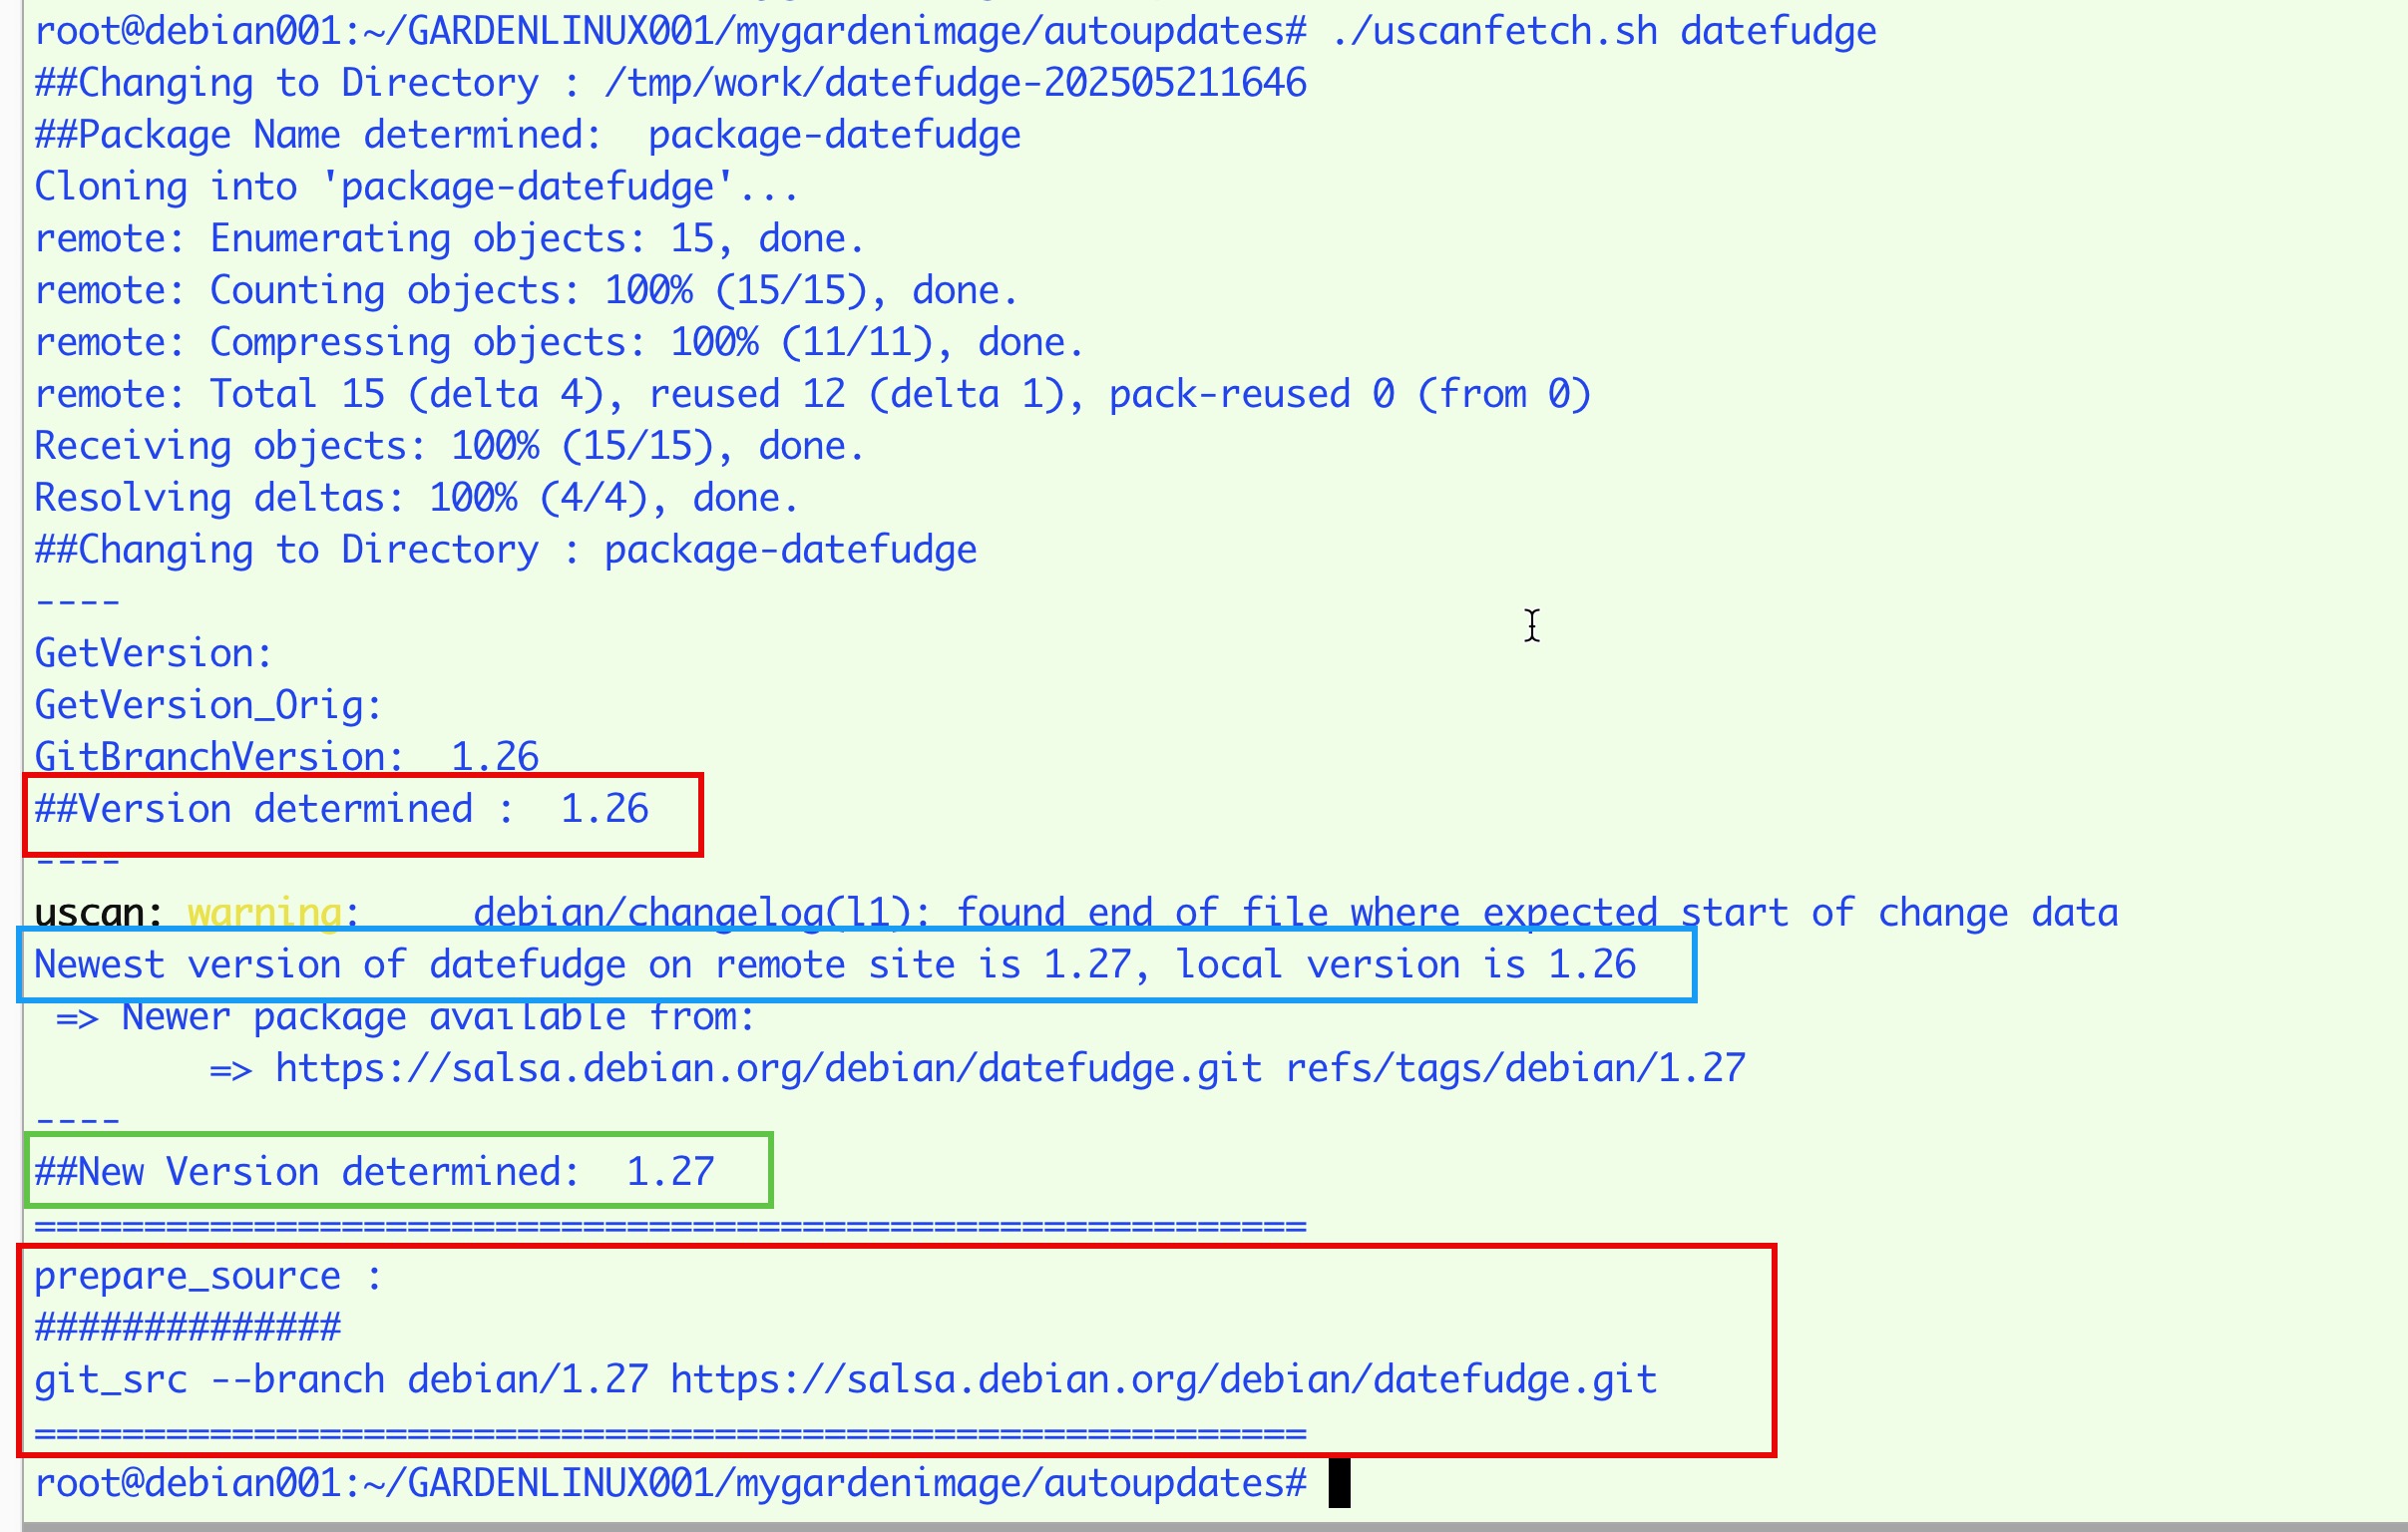 root@debian001:~/GARDENLINUX001/mygardenimage/autoupdates# ./uscanfetch.sh datefudge
##Changing to Directory : /tmp/work/datefudge-202505211646
##Package Name determined:  package-datefudge
Cloning into 'package-datefudge'...
remote: Enumerating objects: 15, done.
remote: Counting objects: 100% (15/15), done.
remote: Compressing objects: 100% (11/11), done.
remote: Total 15 (delta 4), reused 12 (delta 1), pack-reused 0 (from 0)
Receiving objects: 100% (15/15), done.
Resolving deltas: 100% (4/4), done.
##Changing to Directory : package-datefudge
----
GetVersion:
GetVersion_Orig:
GitBranchVersion:  1.26
##Version determined :  1.26
----
uscan: warning:     debian/changelog(l1): found end of file where expected start of change data
Newest version of datefudge on remote site is 1.27, local version is 1.26
 => Newer package available from:
        => https://salsa.debian.org/debian/datefudge.git refs/tags/debian/1.27
----
##New Version determined:  1.27
==========================================================
prepare_source :
##############
git_src --branch debian/1.27 https://salsa.debian.org/debian/datefudge.git
==========================================================
root@debian001:~/GARDENLINUX001/mygardenimage/autoupdates#